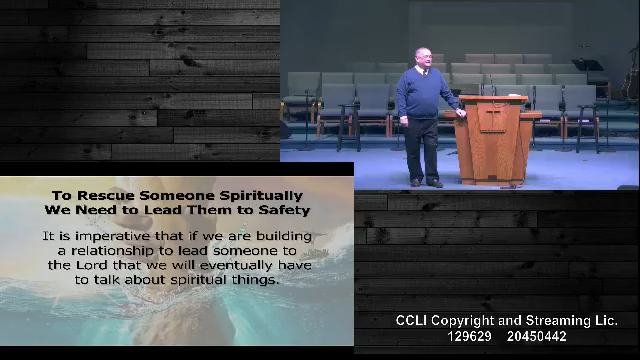 To Rescue Someone Spiritually
We Need to Lead Them to Safety
It is imperative that if we are building
a relationship to lead someone to
the Lord that we will eventually have
to talk about spiritual things.
CCLI Copyright and Streaming Lic.
129629 20450442